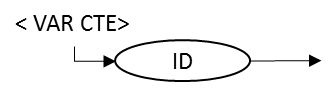 < VAR CTE>
ID